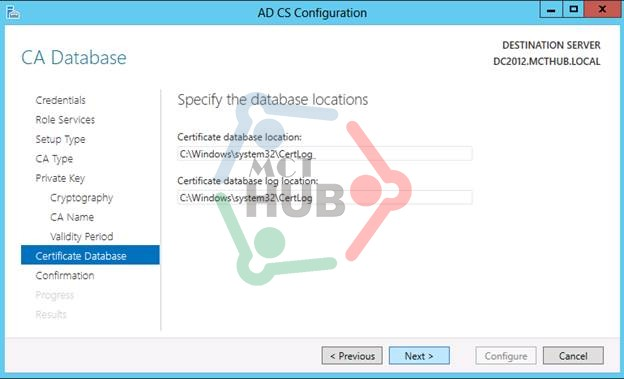 AD CS Configuration
CA Database
DESTINATION SERVER
DC2012.MCTHUB.LOCAL
Credentials
Role Services
Setup Type
CA Type
Private Key
Cryptography
CA Name
Validity Period
Certificate Database
Confirmation
Progress
Results
Specify the database locations
Certificate database location:
C:\Windows\system32\CertLog
Certificate database log location:
C:\Windows\system32\CertLog
MCT
HUB
< Previous
Next >
Configure
Cancel